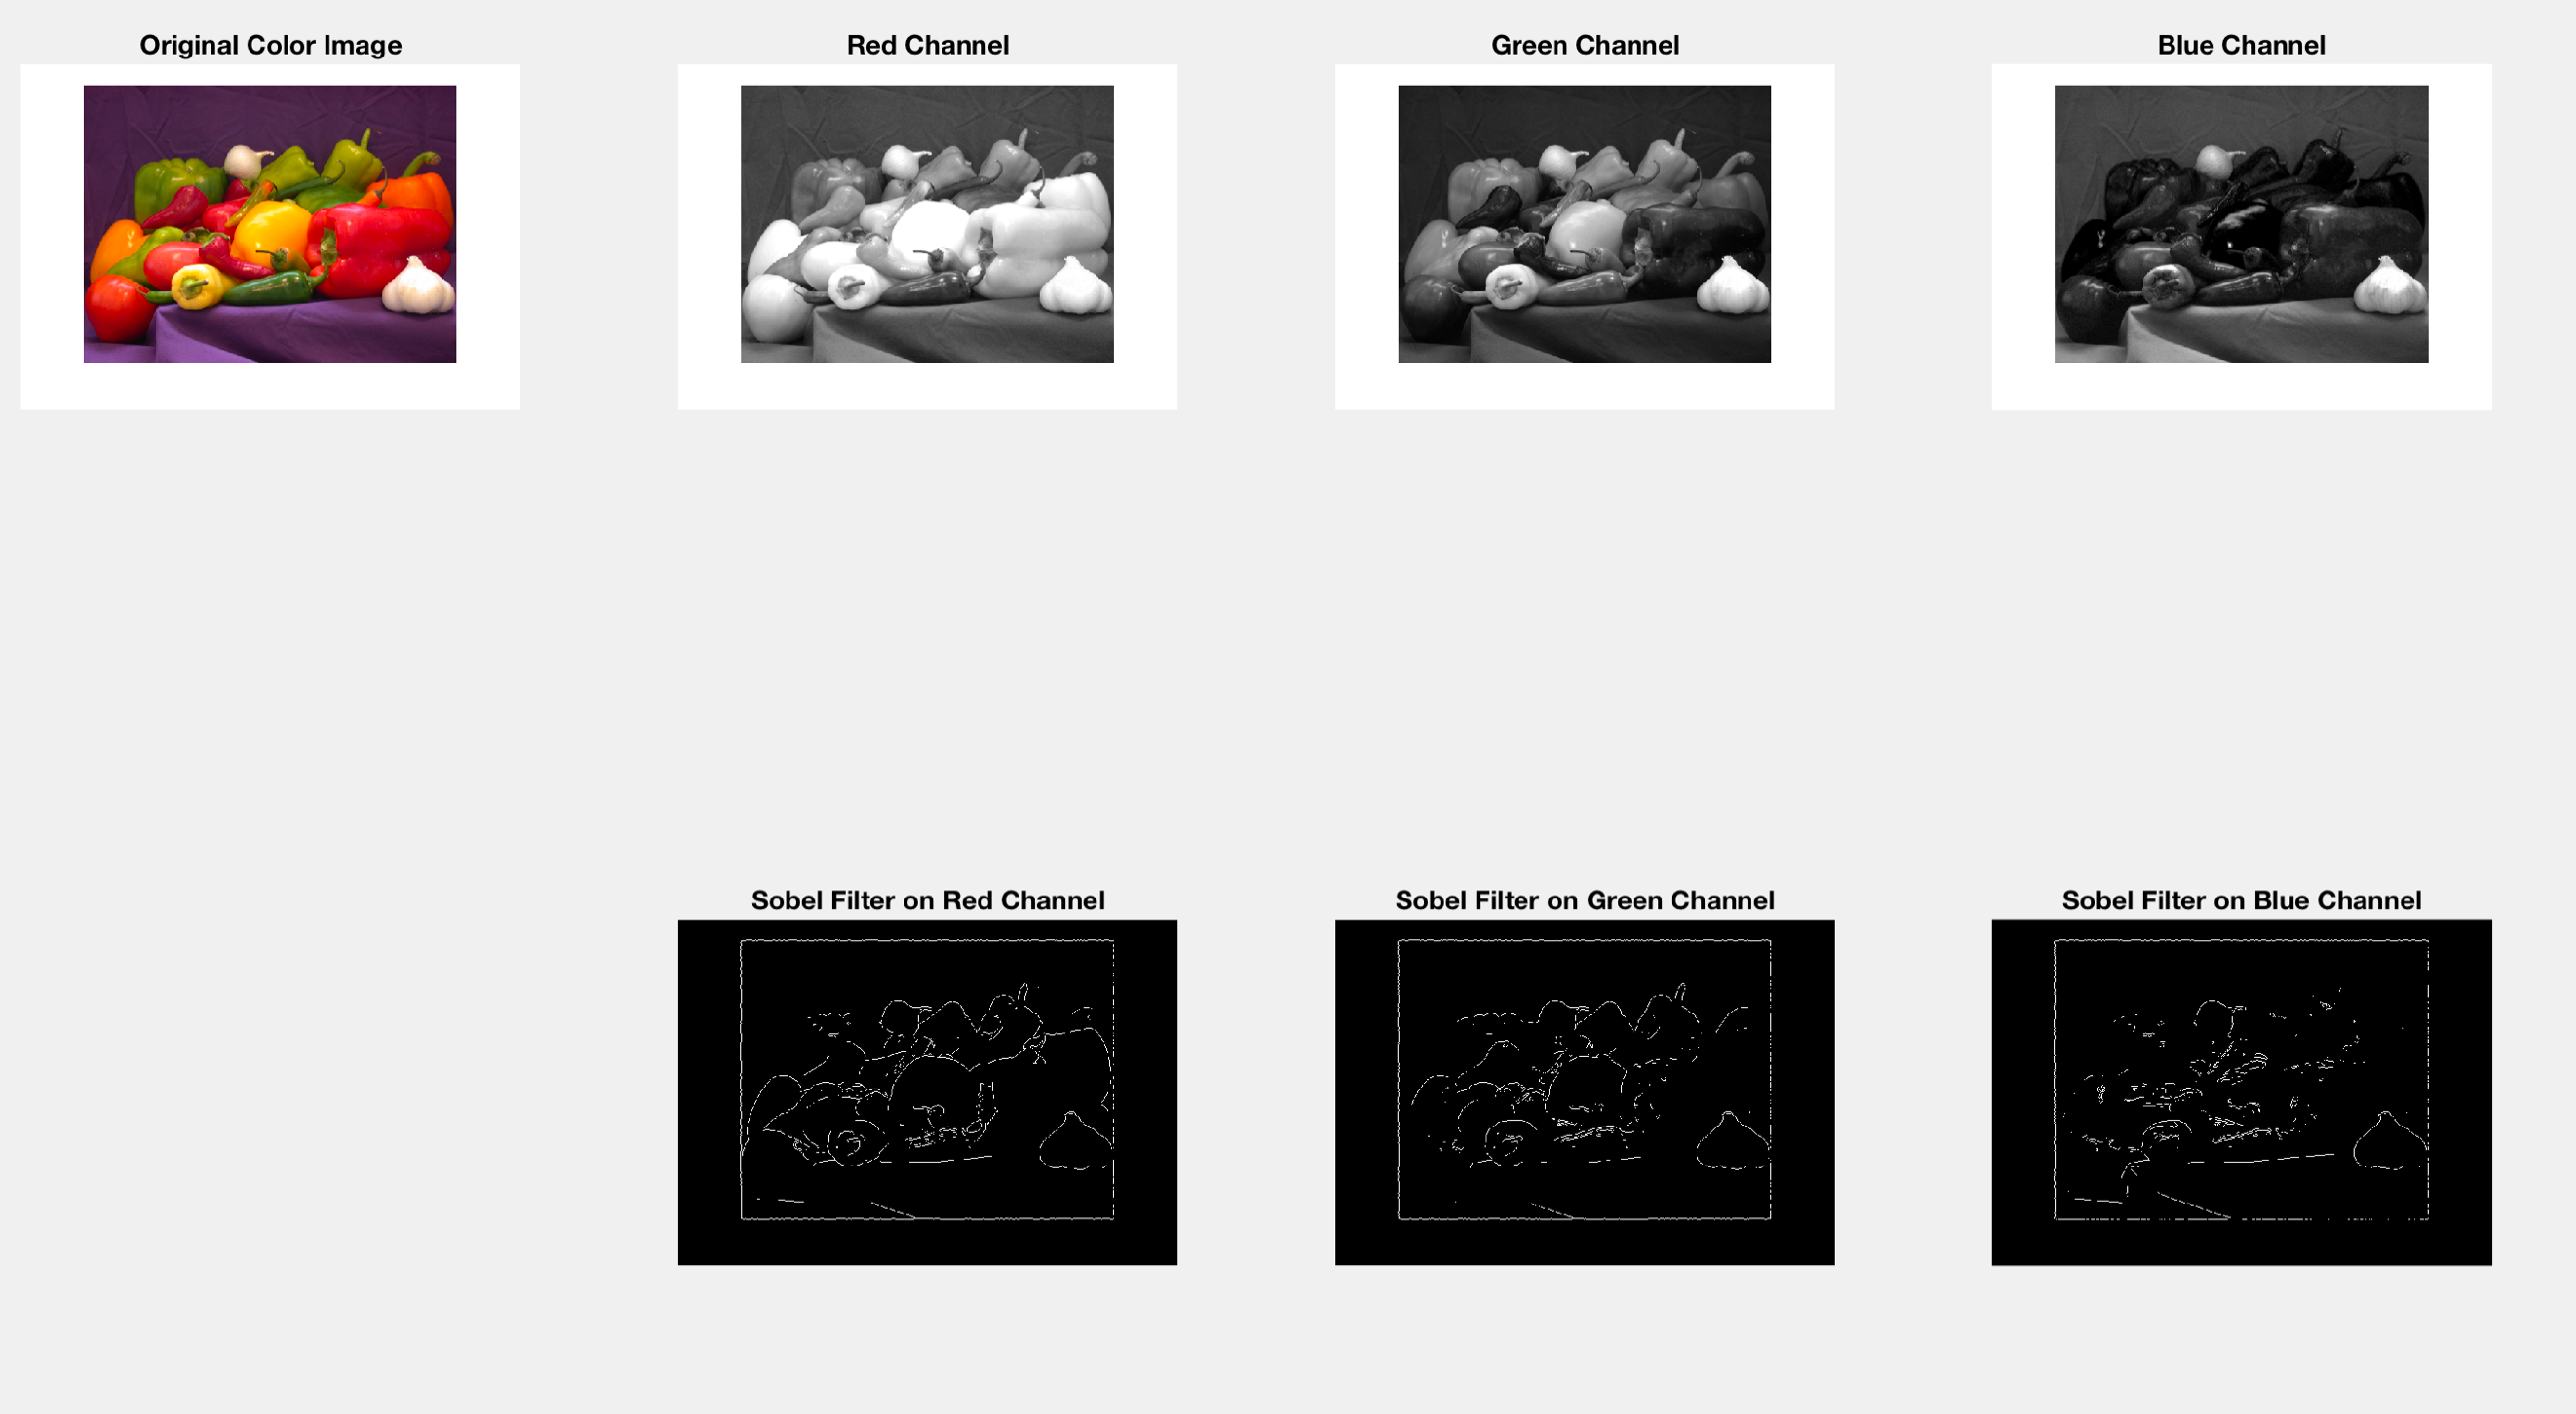 Original Color Image
Red Channel
Green Channel
Blue Channel
Sobel Filter on Red Channel
Sobel Filter on Green Channel
Sobel Filter on Blue Channel